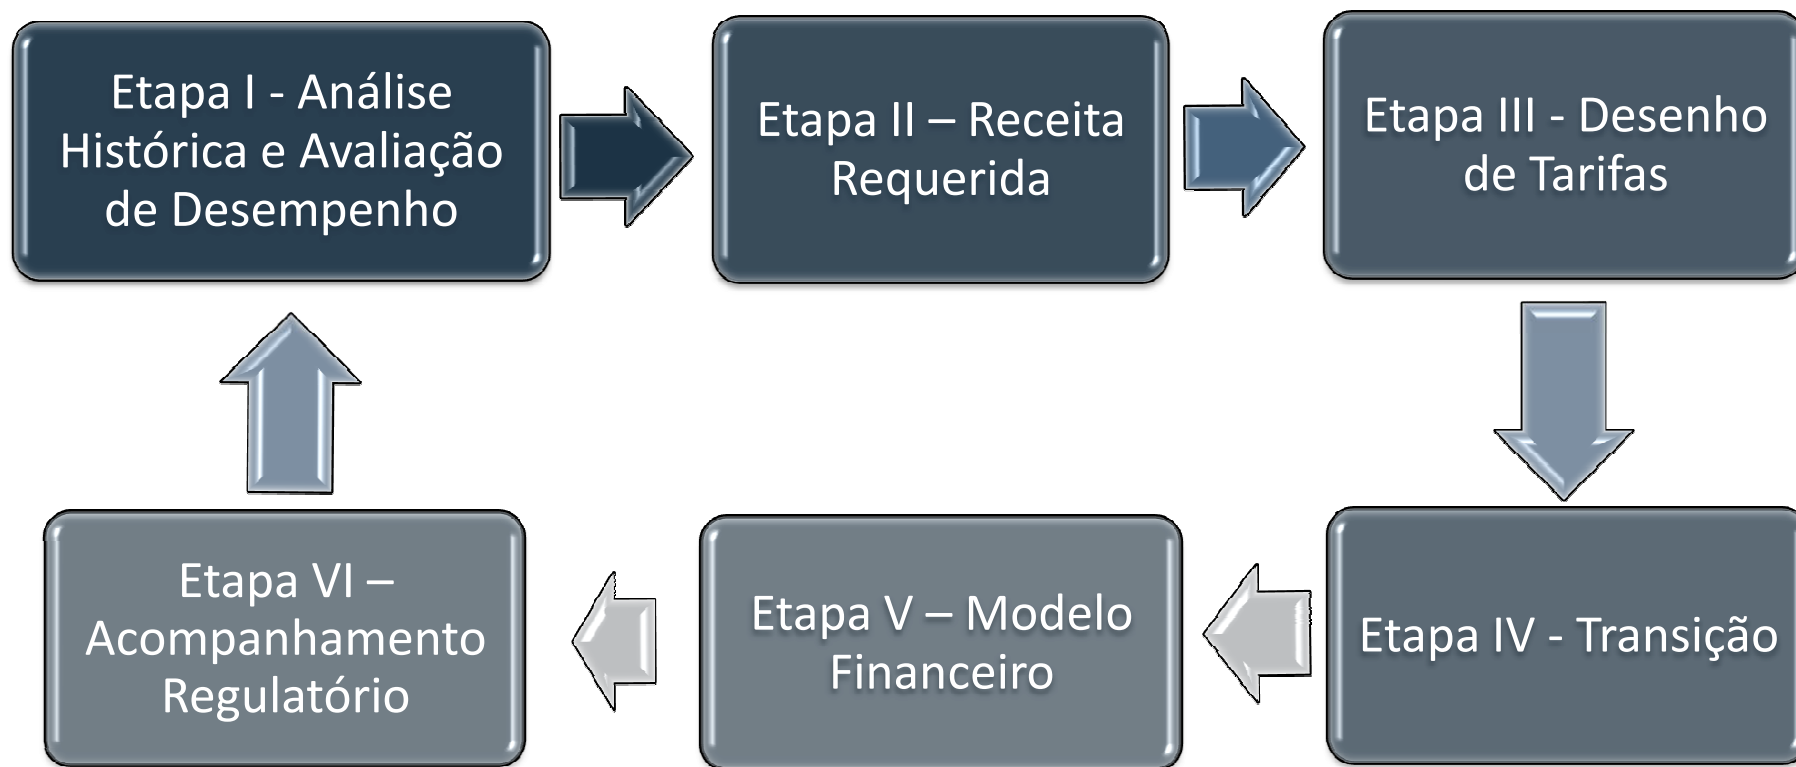 Etapa I - Análise
Histórica e Avaliação
de Desempenho
Etapa II – Receita
Requerida
Etapa III - Desenho
de Tarifas
Etapa IV - Transição
Etapa V – Modelo
Financeiro
Etapa VI –
Acompanhamento
Regulatório